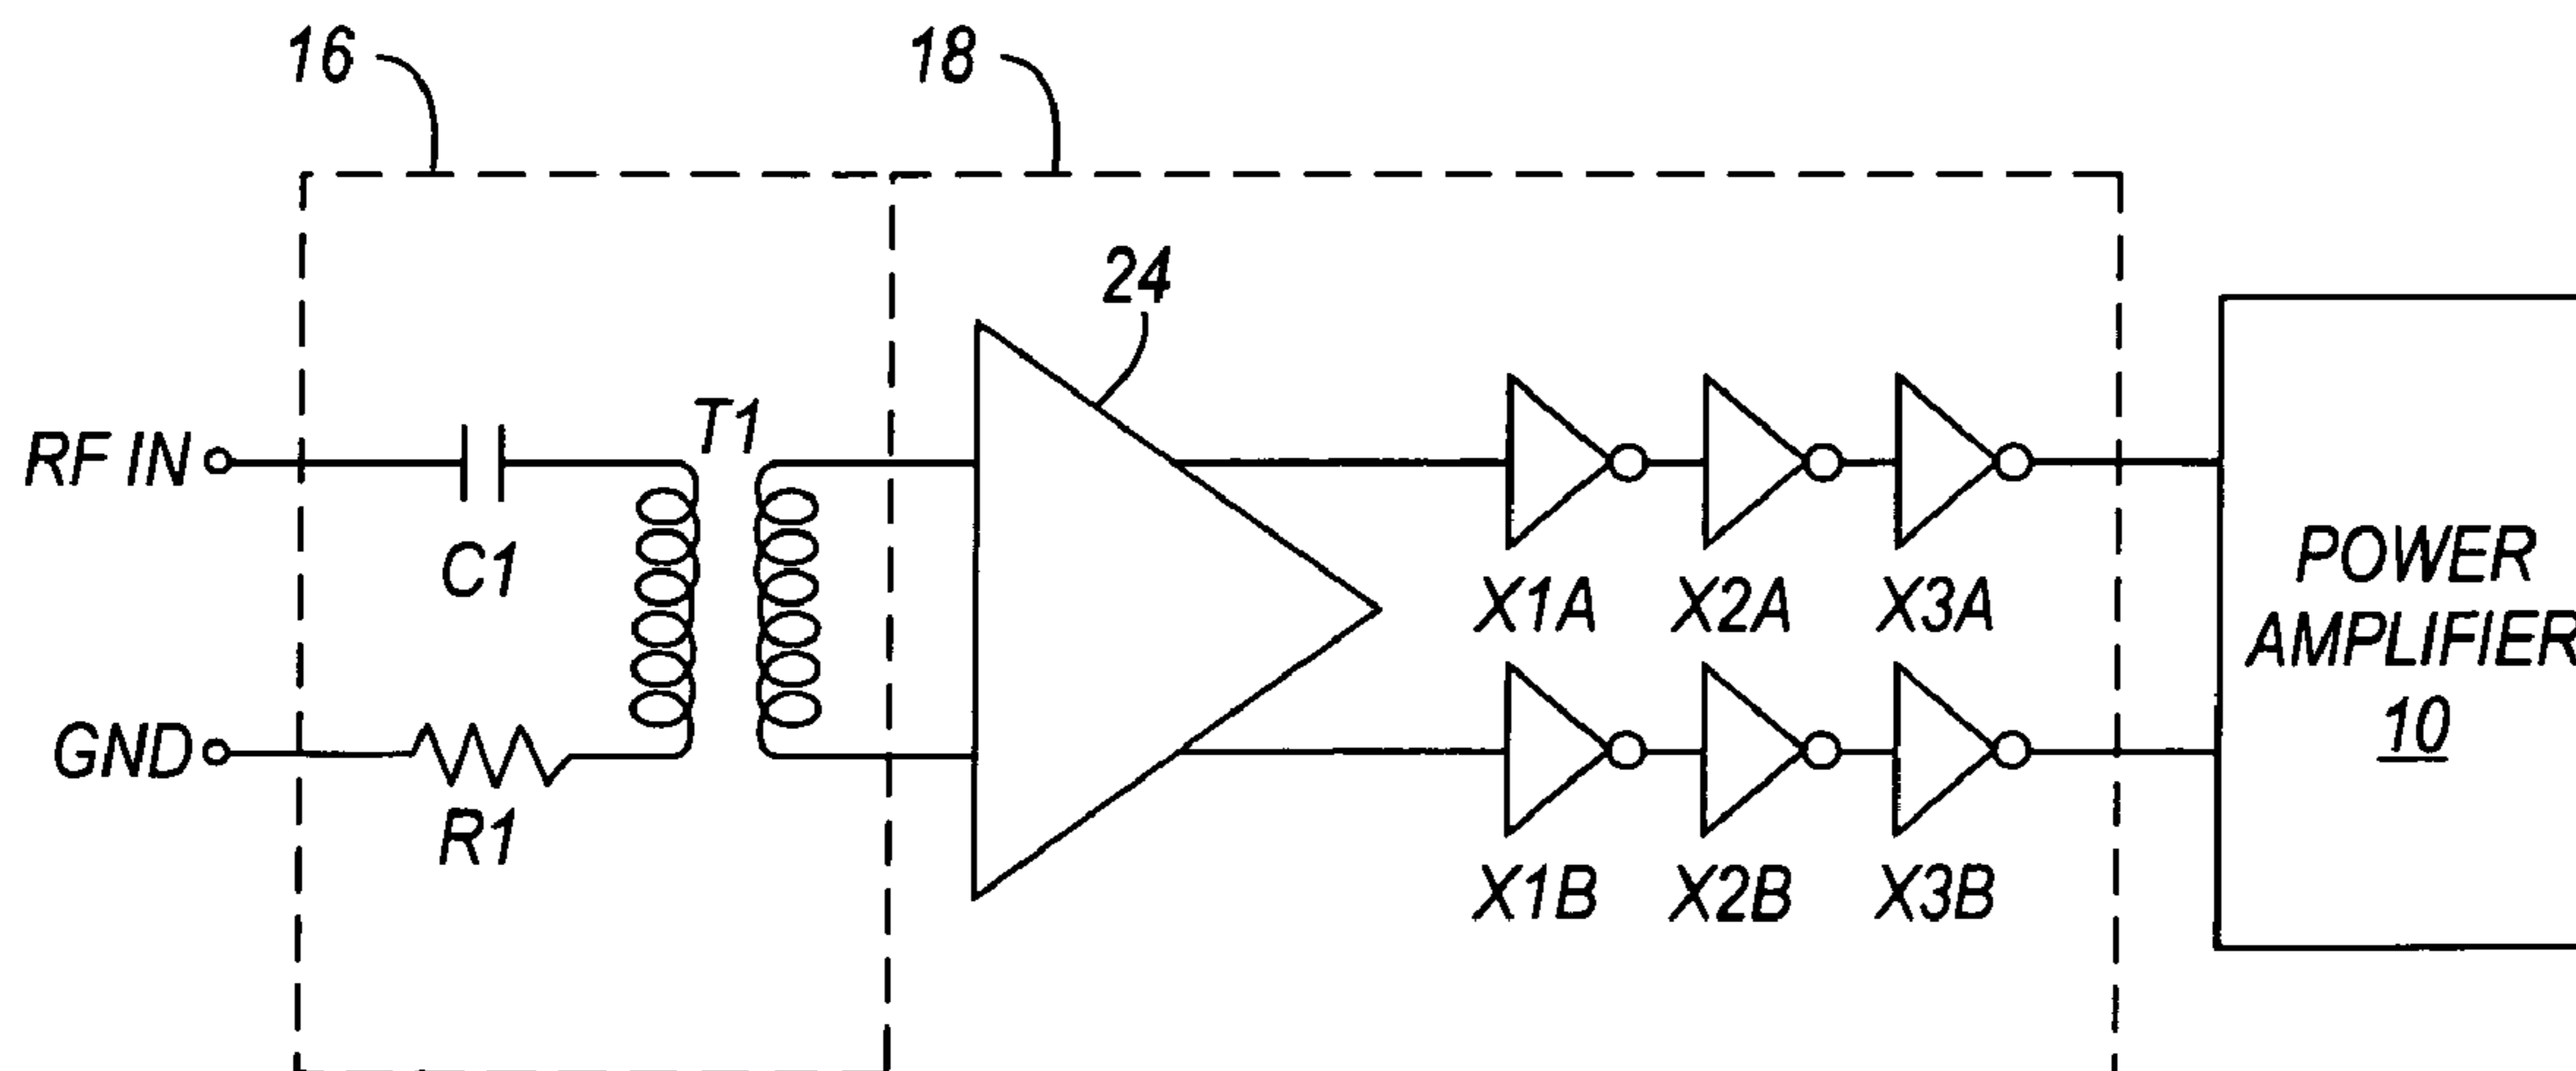 16
18
24
T1
RF IN
C1
X1A X2A X3A
POWER
AMPLIFIER
10
GND
R1
X1B X2B X3B